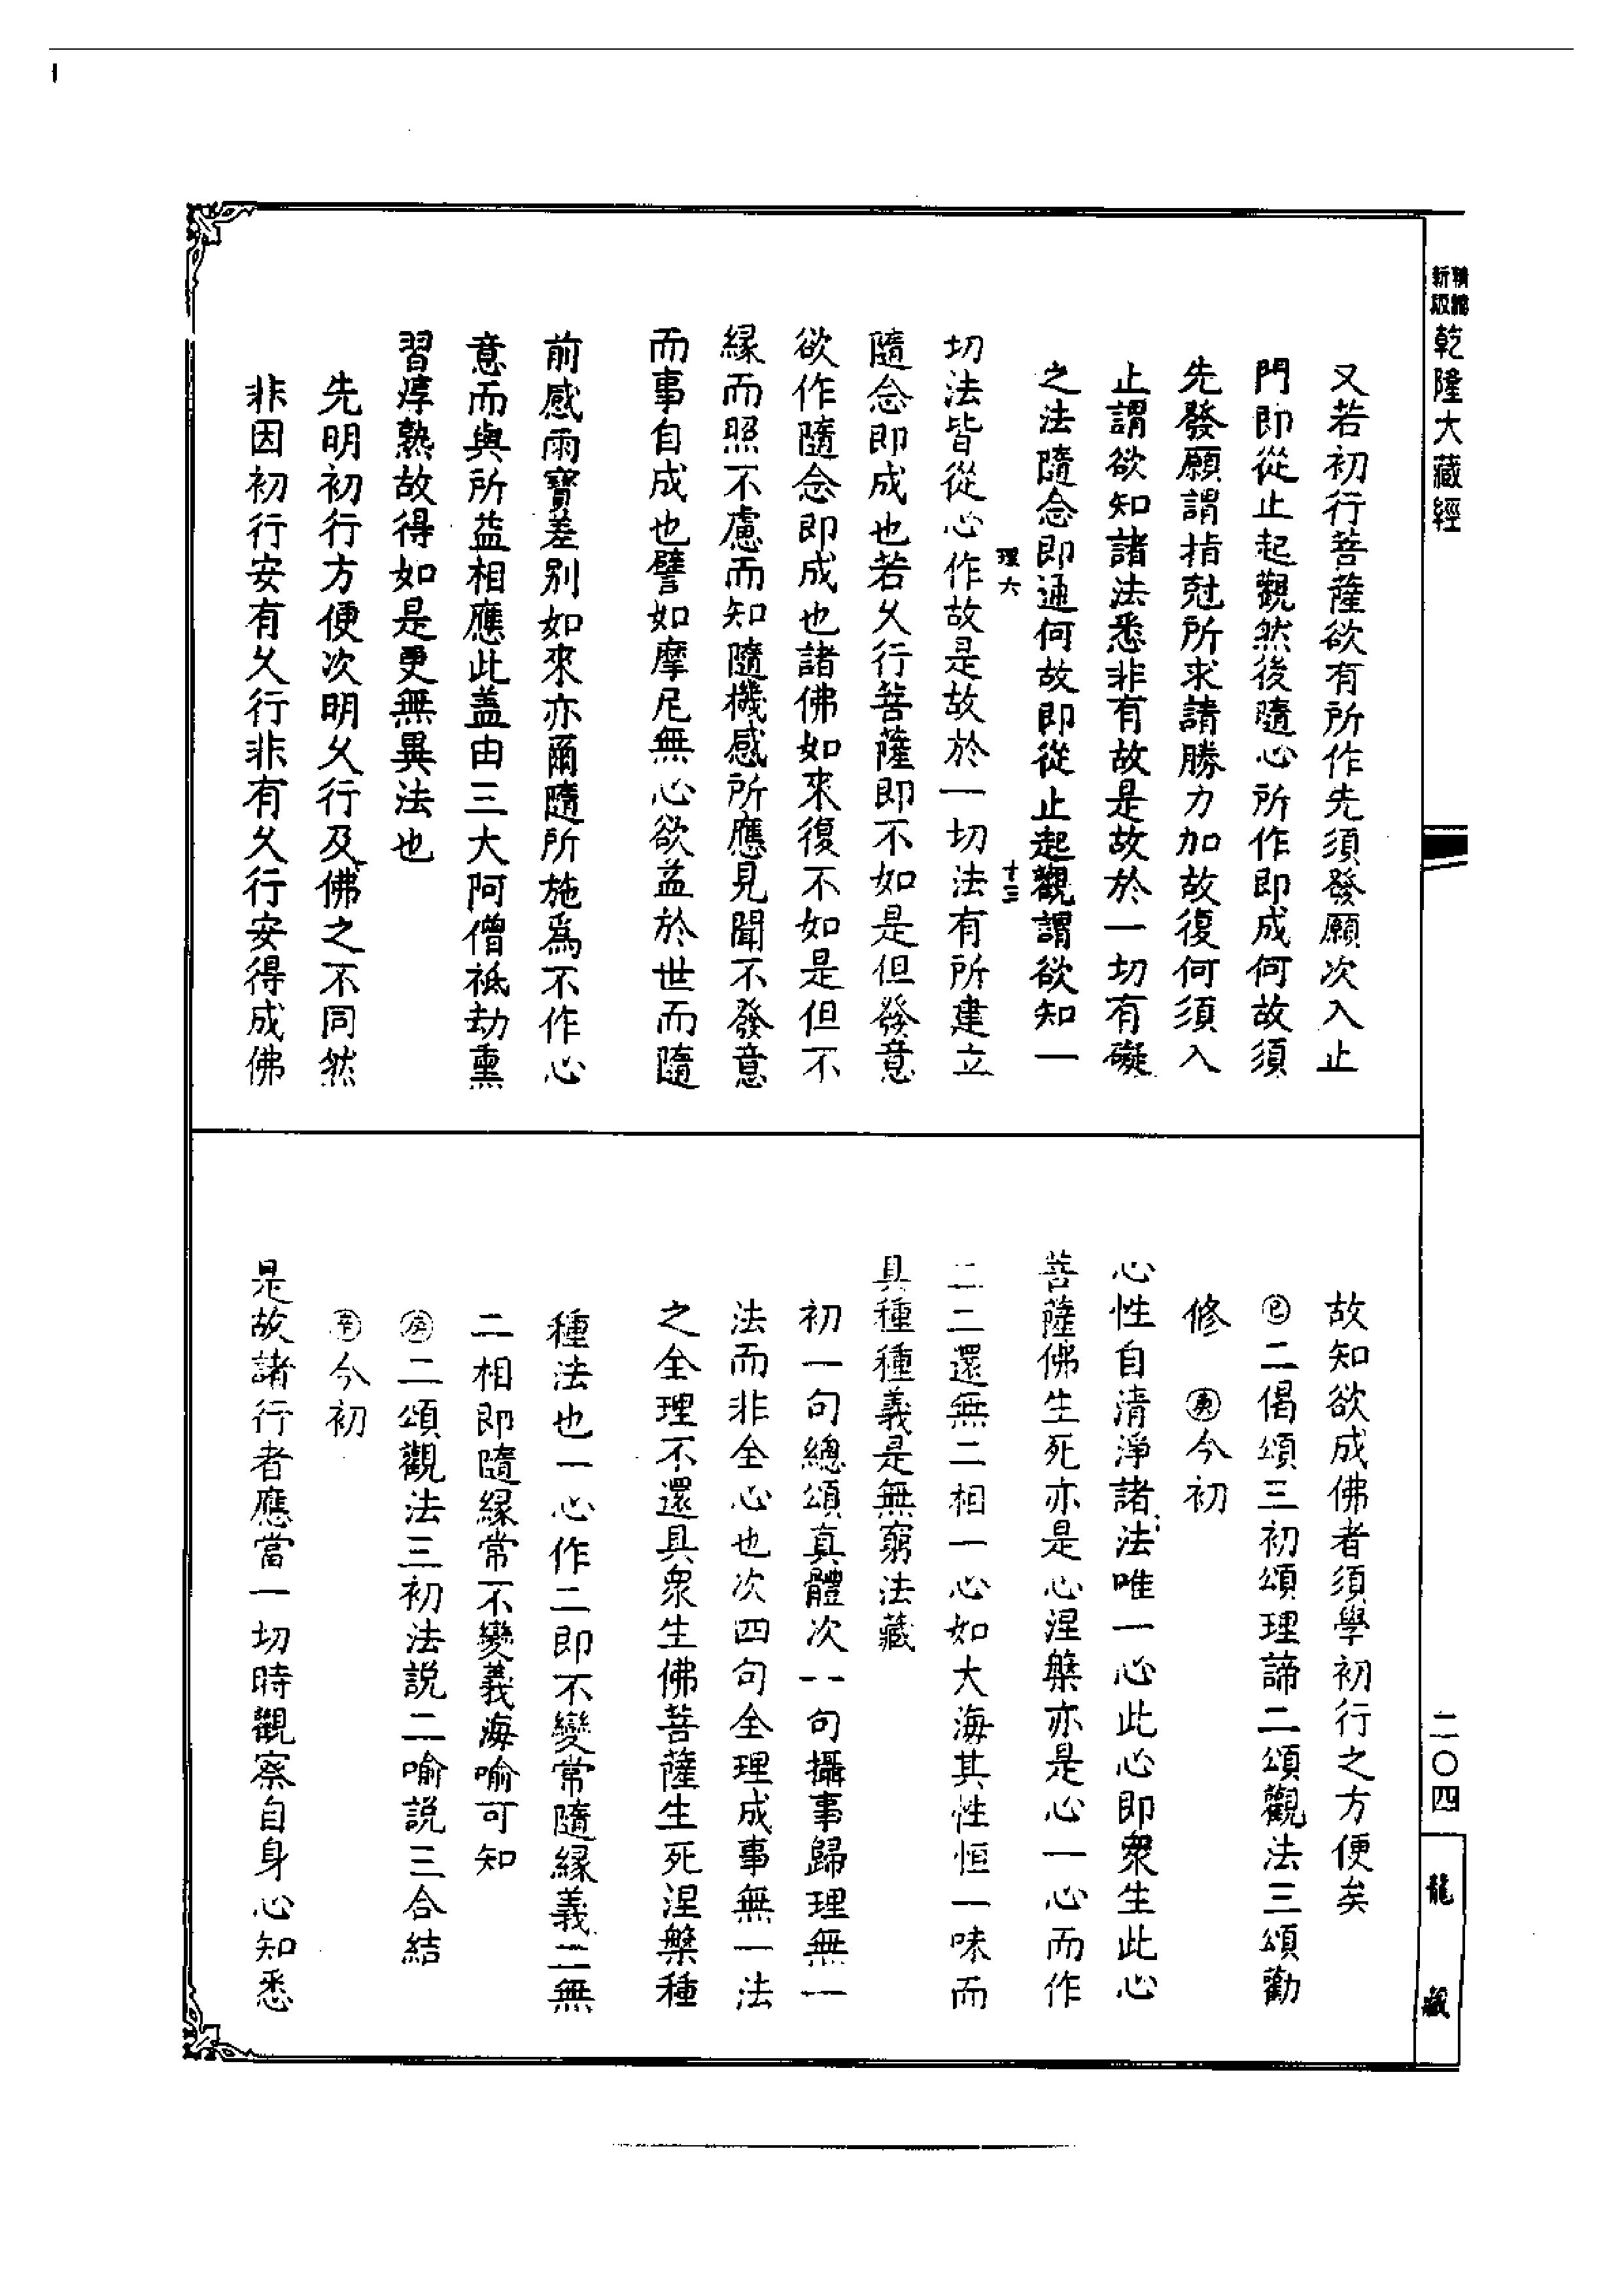 精縮
新版
乾隆大藏經
又若初行菩薩欲有所作先須發願次入止
門即從止起觀然後隨心所作即成何故須
先發願謂指尅所求請勝力加故復何須入
止謂欲知諸法悉非有故是故於一切有礙
之法隨念即通何故即從止起觀謂欲知一
理六
十三
切法皆從心作故是故於一切法有所建立
隨念即成也若久行菩薩即不如是但發意
欲作隨念即成也諸佛如來復不如是但不
緣而照不慮而知隨機感所應見聞不發意
而事自成也譬如摩尼無心欲益於世而隨
前感雨寶差別如來亦爾隨所施爲不作心
意而與所益相應此蓋由三大阿僧祇劫熏
習淳熟故得如是更無異法也
先明初行方便次明久行及佛之不同然
非因初行安有久行非有久行安得成佛
故知欲成佛者須學初行之方便矣
㊂二偈頌三初頌理諦二頌觀法三頌勸
修　庚今初
心性自清淨諸法唯一心此心即衆生此心
菩薩佛生死亦是心涅槃亦是心一心而作
二二還無二相一心如大海其性恒一味而
具種種義是無窮法藏
初一句總頌真體次一句攝事歸理無一
法而非全心也次四句全理成事無一法
之全理不還具衆生佛菩薩生死涅槃種
種法也一心作二即不變常隨緣義二無
二相即隨緣常不變義海喻可知
庚二頌觀法三初法説二喻説三合結
辛今初
是故諸行者應當一切時觀察自身心知悉
二〇四
龍藏